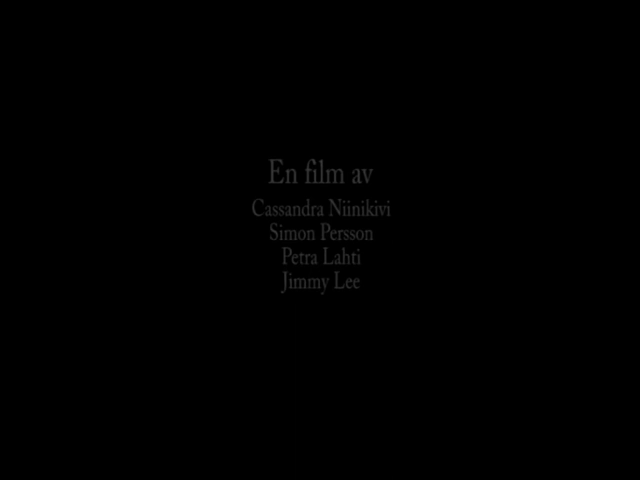 En film av
Cassandra Niinikivi
Simon Persson
Petra Lahti
Jimmy Lee